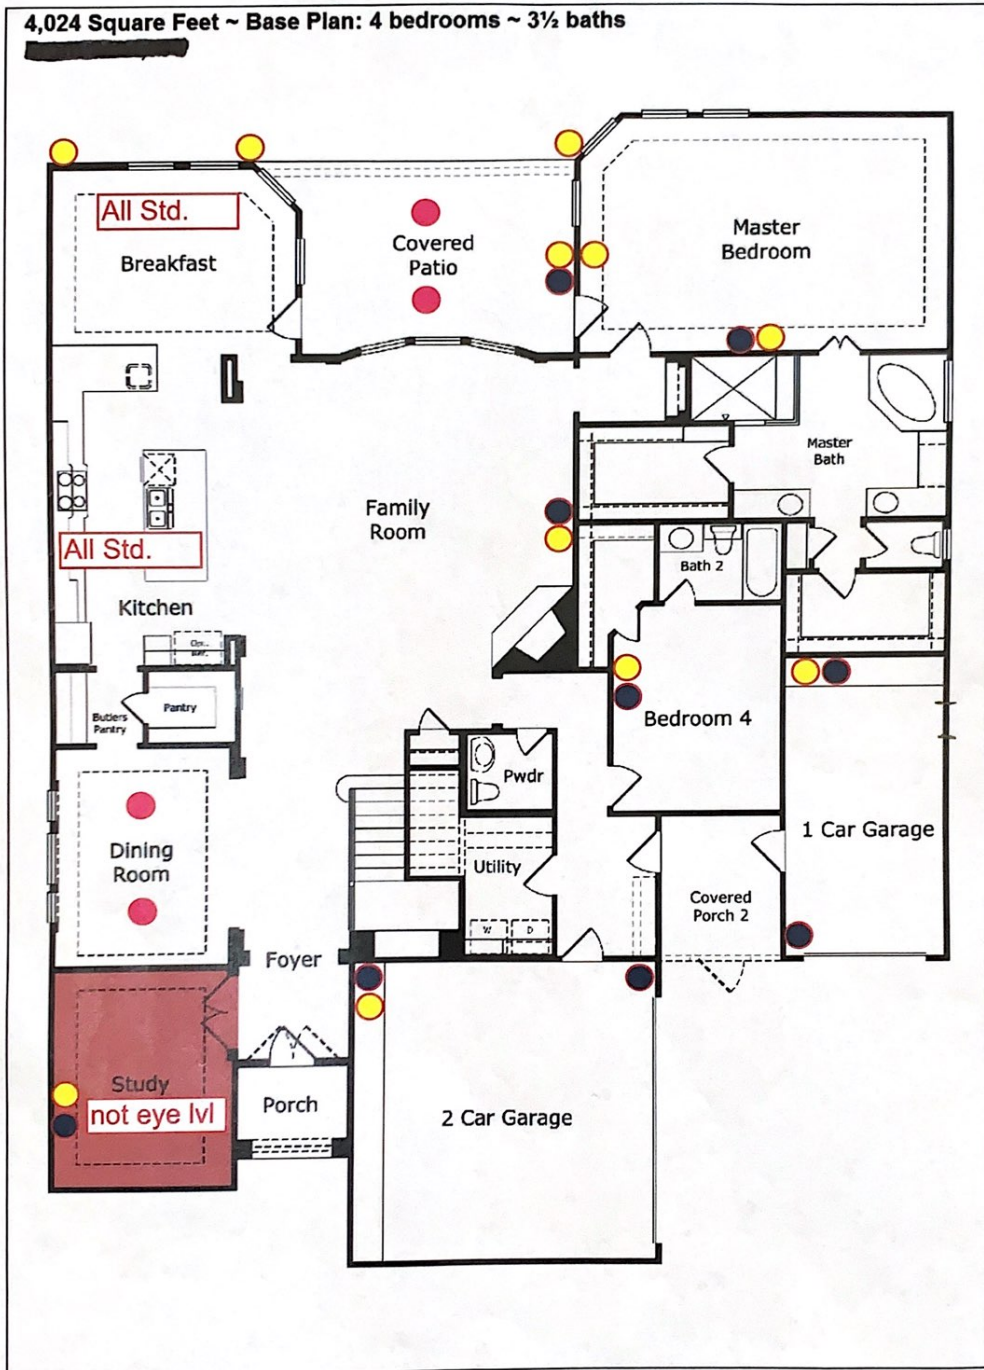 4,024 Square Feet ~ Base Plan: 4 bedrooms ~ 3½ baths
All Std.
Breakfast
Covered
Patio
Master
Bedroom
Master
Bath
Family
Room
All Std.
Kitchen
Bath 2
Butlers
Pantry
Pantry
Bedroom 4
Pwdr
1 Car Garage
Dining
Room
Utility
W D
Covered
Porch 2
Foyer
Study
not eye lvl
Porch
2 Car Garage